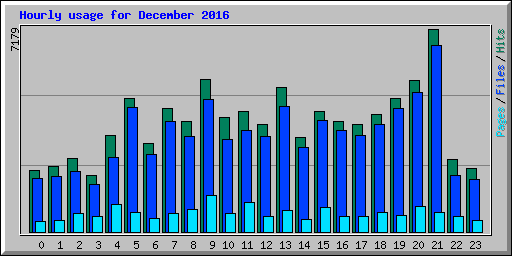 Hourly usage for December 2016
7179
Pages/Files/Hits
0 1 2 3 4 5 6 7 8 9 10 11 12 13 14 15 16 17 18 19 20 21 22 23